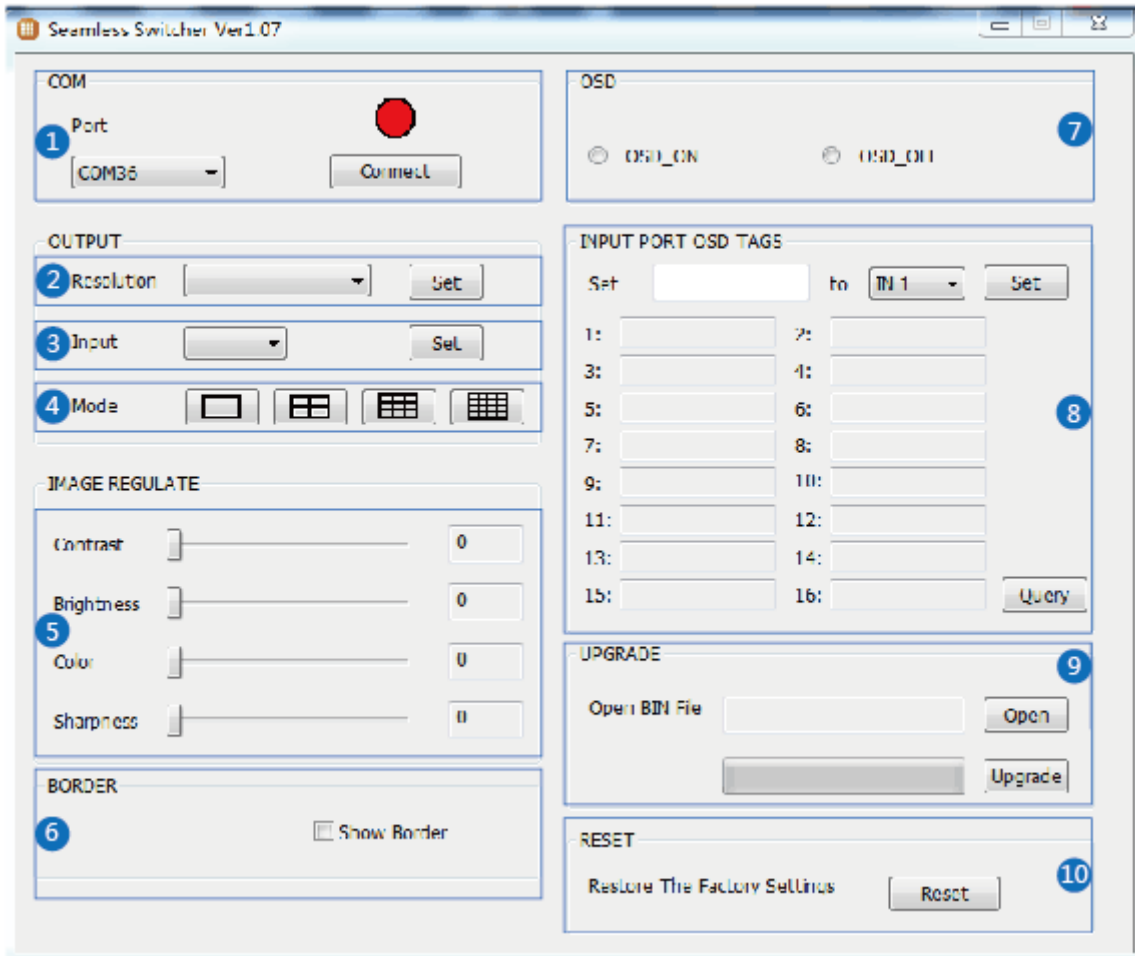 Seamless Switcher Ver1.07
COM
1
Port
COM36
Connect
OUTPUT
2
Resolution
Set
3
Input
Set
4
Mode
IMAGE REGULATE
Contrast
0
Brightness
0
5
Color
0
Sharpness
0
BORDER
6
Show Border
OSD
7
OSD_ON
OSD_OFF
INPUT PORT OSD TAGS
Set
to
IN 1
Set
1:
2:
3:
4:
5:
6:
8
7:
8:
9:
10:
11:
12:
13:
14:
15:
16:
Query
UPGRADE
9
Open BIN File
Open
Upgrade
RESET
10
Restore The Factory Settings
Reset